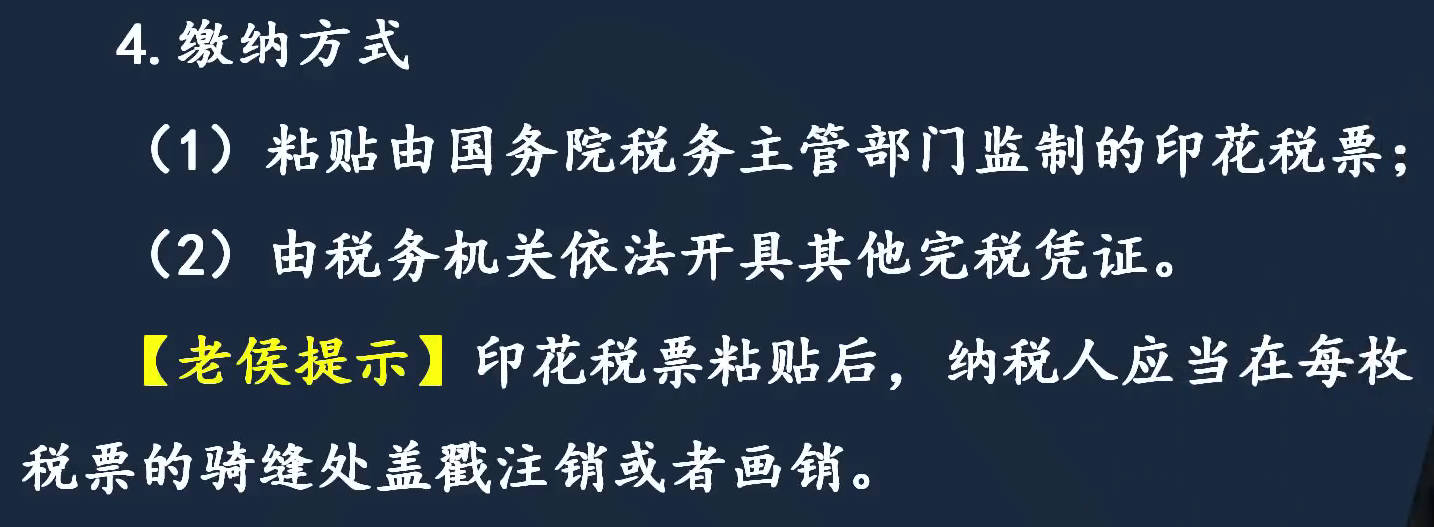 4.缴纳方式
（1）粘贴由国务院税务主管部门监制的印花税票；
（2）由税务机关依法开具其他完税凭证。
【老侯提示】印花税票粘贴后，纳税人应当在每枚
税票的骑缝处盖戳注销或者画销。